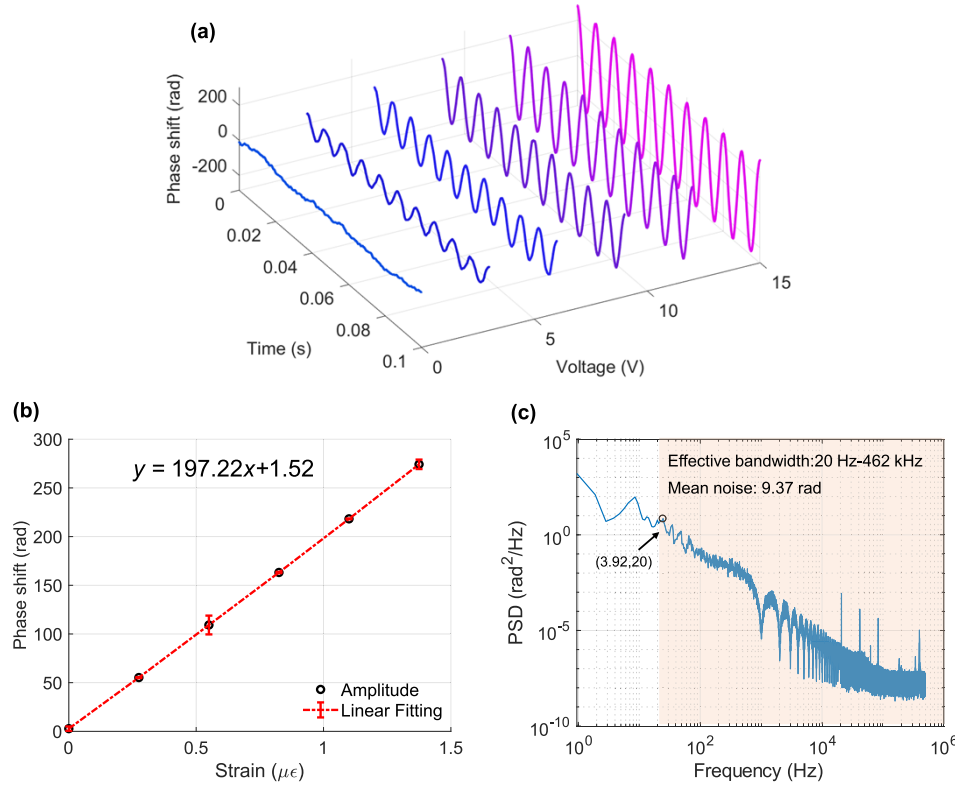 (a)
Phase shift (rad)
200
0
-200
0
0.02
0.04
0.06
0.08
0.1
Time (s)
0
5
10
15
Voltage (V)
(b)
300
250
200
150
100
50
0
Phase shift (rad)
y = 197.22x+1.52
Amplitude
Linear Fitting
0
0.5
1
1.5
Strain (με)
(c)
10^5
10^0
10^-5
10^-10
PSD (rad^2/Hz)
Effective bandwidth:20 Hz-462 kHz
Mean noise: 9.37 rad
(3.92,20)
10^0
10^2
10^4
10^6
Frequency (Hz)